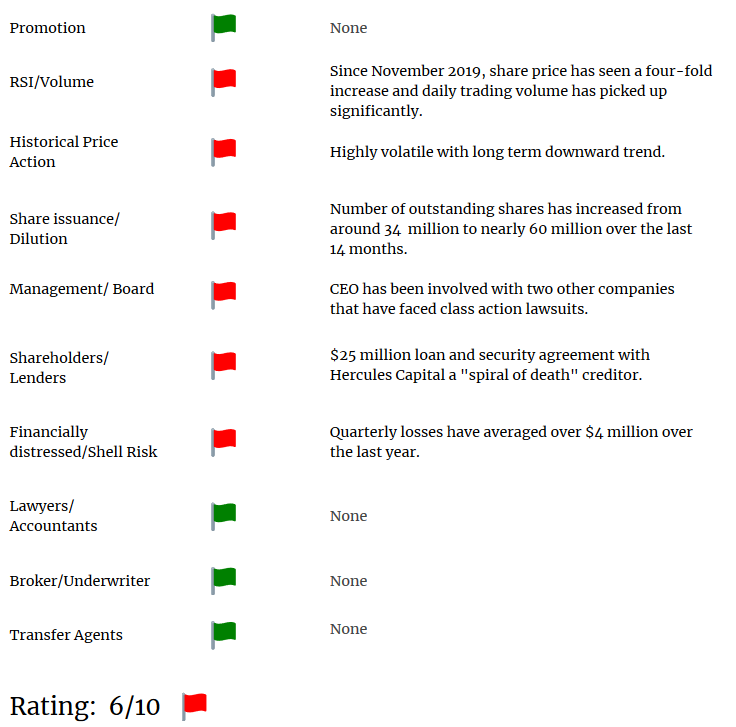 Promotion
None
RSI/Volume
Since November 2019, share price has seen a four-fold
increase and daily trading volume has picked up
significantly.
Historical Price
Action
Highly volatile with long term downward trend.
Share issuance/
Dilution
Number of outstanding shares has increased from
around 34 million to nearly 60 million over the last
14 months.
Management/ Board
CEO has been involved with two other companies
that have faced class action lawsuits.
Shareholders/
Lenders
$25 million loan and security agreement with
Hercules Capital a "spiral of death" creditor.
Financially
distressed/Shell Risk
Quarterly losses have averaged over $4 million over
the last year.
Lawyers/
Accountants
None
Broker/Underwriter
None
Transfer Agents
None
Rating: 6/10